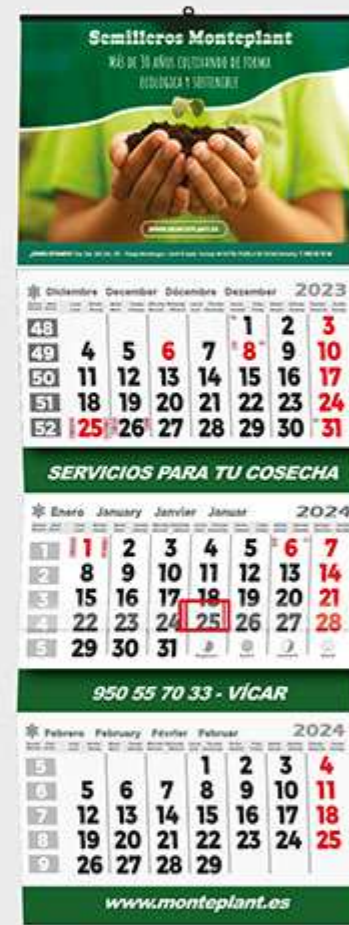 Semilleros Monteplant
MÁS DE 30 AÑOS CULTIVANDO DE FORMA
ECOLÓGICA Y SOSTENIBLE
www.monteplant.es
Diciembre December Décembre Dezember 2023
48 1 2 3
49 4 5 6 7 8 9 10
50 11 12 13 14 15 16 17
51 18 19 20 21 22 23 24
52 25 26 27 28 29 30 31
SERVICIOS PARA TU COSECHA
Enero January Janvier Januar 2024
1 1 2 3 4 5 6 7
2 8 9 10 11 12 13 14
3 15 16 17 18 19 20 21
4 22 23 24 25 26 27 28
5 29 30 31
950 55 70 33 - VÍCAR
Febrero February Février Februar 2024
5 1 2 3 4
6 5 6 7 8 9 10 11
7 12 13 14 15 16 17 18
8 19 20 21 22 23 24 25
9 26 27 28 29
www.monteplant.es